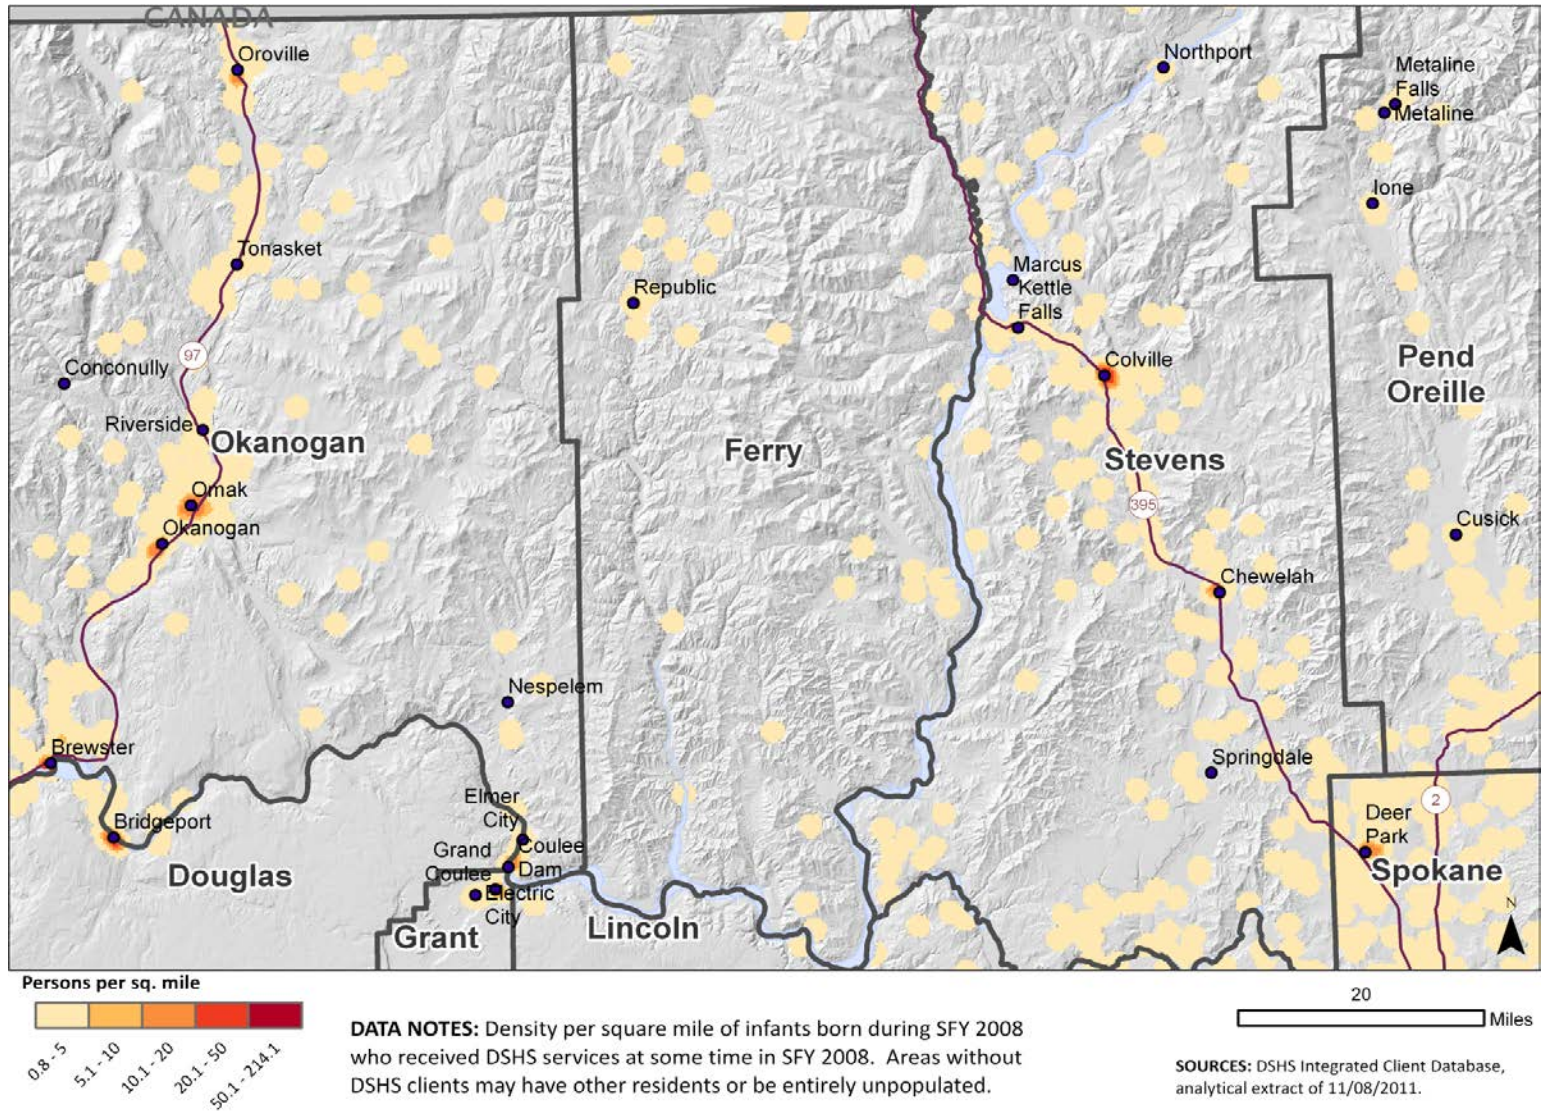 CANADA
Oroville
Northport
Metaline
Falls
Metaline
Ione
Tonasket
Republic
Marcus
Kettle
Falls
97
Conconully
Colville
Pend
Oreille
Riverside
Okanogan
Ferry
Stevens
Omak
395
Okanogan
Cusick
Chewelah
Nespelem
Brewster
Springdale
Elmer
City
2
Bridgeport
Deer
Park
Grand
Coulee
Coulee
Dam
Douglas
Spokane
Electric
City
Grant
Lincoln
N
Persons per sq. mile
0.8 - 5
5.1 - 10
10.1 - 20
20.1 - 50
50.1 - 214.1
DATA NOTES: Density per square mile of infants born during SFY 2008
who received DSHS services at some time in SFY 2008. Areas without
DSHS clients may have other residents or be entirely unpopulated.
20
Miles
SOURCES: DSHS Integrated Client Database,
analytical extract of 11/08/2011.